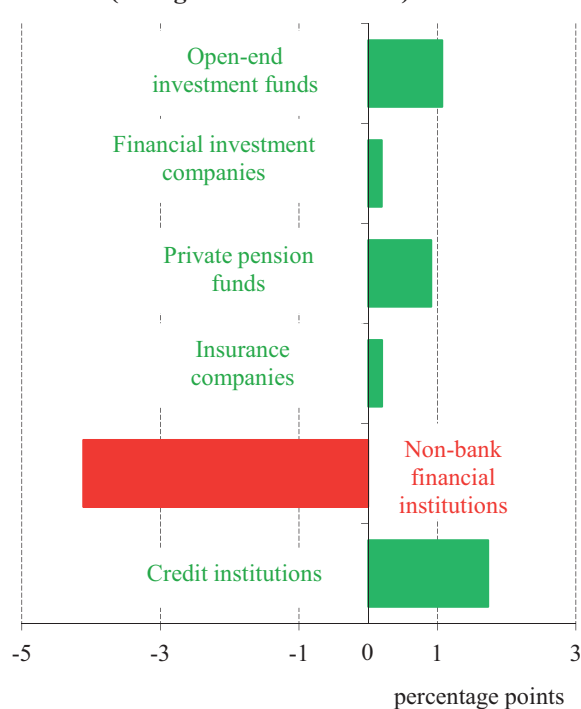 Open-end
investment funds
Financial investment
companies
Private pension
funds
Insurance
companies
Non-bank
financial
institutions
Credit institutions
-5 -3 -1 0 1 3
percentage points